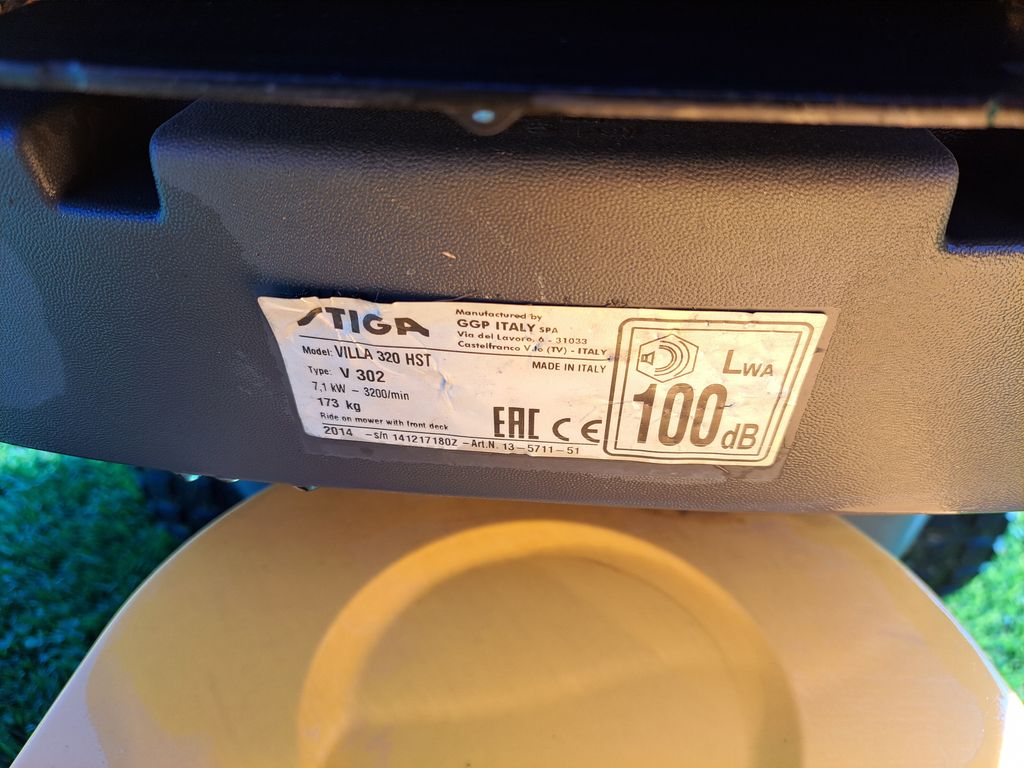 STIGA
Manufactured by
GGP ITALY SPA
Via del Lavoro, 6 - 31033
Castelfranco V.to (TV) - ITALY
Model: VILLA 320 HST
MADE IN ITALY
Type: V 302
7,1 kW - 3200/min
173 kg
Ride on mower with front deck
2014 - s/n 141217180Z - Art.N. 13-5711-51
EAC CE
LWA
100 dB